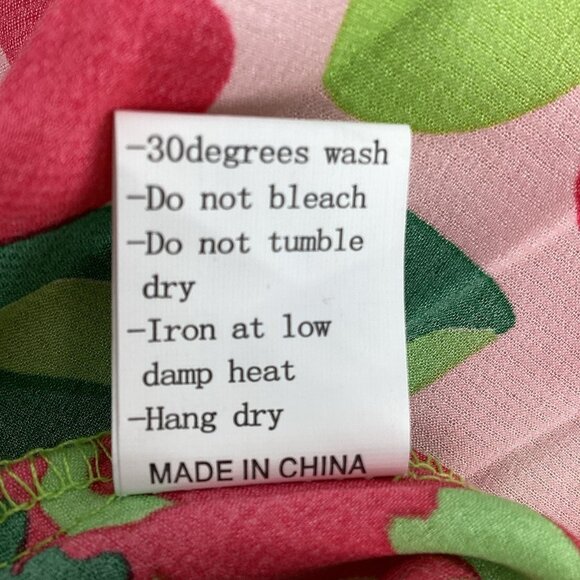 -30degrees wash
-Do not bleach
-Do not tumble
dry
-Iron at low
damp heat
-Hang dry
MADE IN CHINA